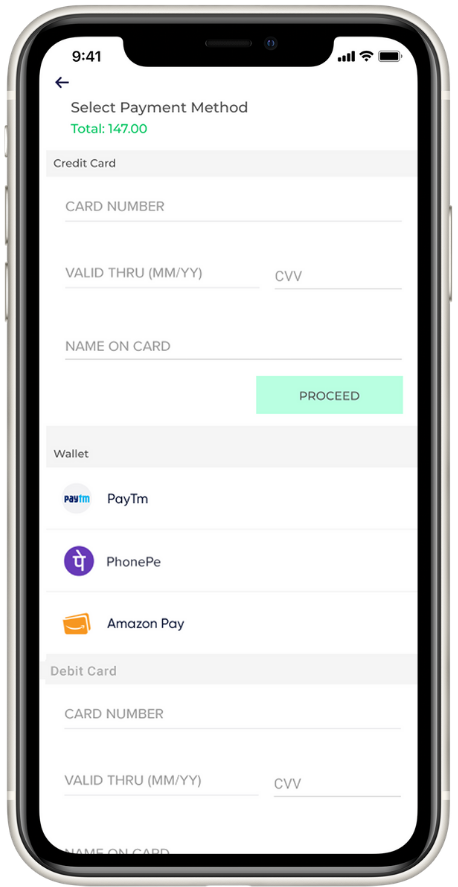 9:41
Select Payment Method
Total: 147.00
Credit Card
CARD NUMBER
VALID THRU (MM/YY)
CVV
NAME ON CARD
PROCEED
Wallet
paytm
PayTm
पे
PhonePe
Amazon Pay
Debit Card
CARD NUMBER
VALID THRU (MM/YY)
CVV
NAME ON CARD